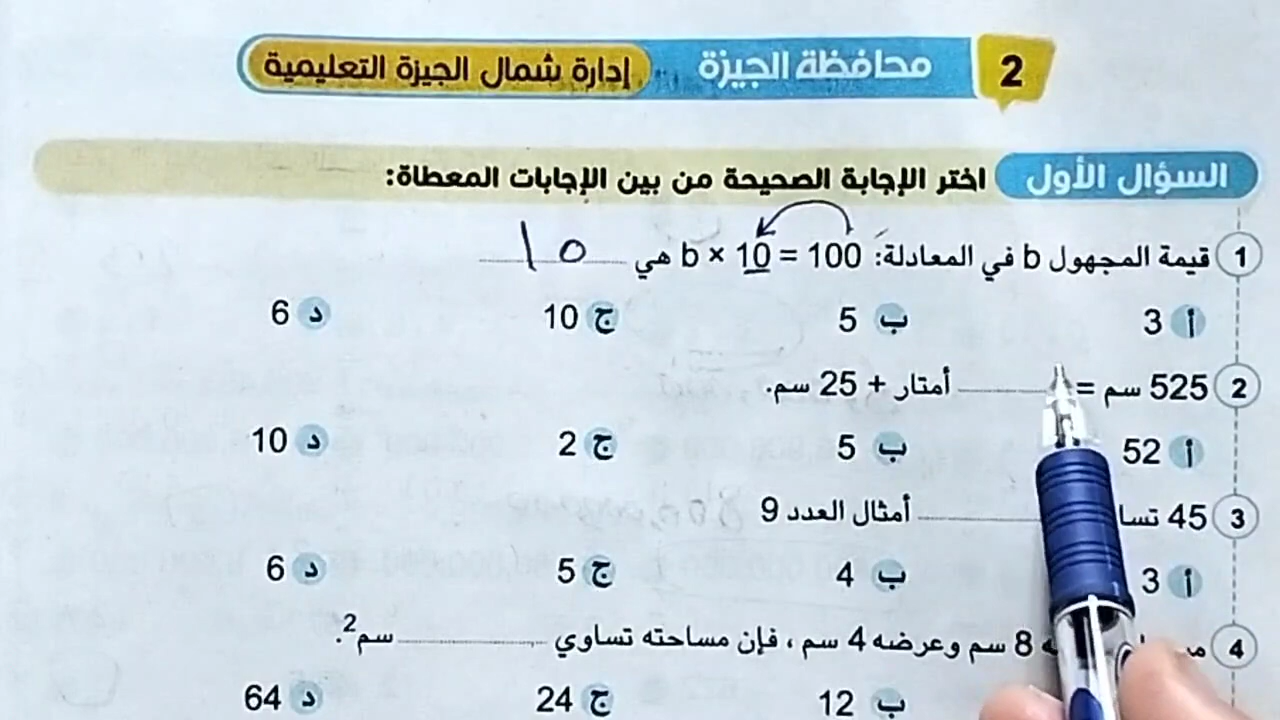 2 محافظة الجيزة إدارة شمال الجيزة التعليمية
السؤال الأول اختر الإجابة الصحيحة من بين الإجابات المعطاة:
1 قيمة المجهول b في المعادلة: b × 10 = 100 هي 10
أ 3 ب 5 ج 10 د 6
2 525 سم = ........ أمتار + 25 سم.
أ 52 ب 5 ج 2 د 10
3 45 ........ أمثال العدد 9
أ 3 ب 4 ج 5 د 6
4 8 سم وعرضه 4 سم ، فإن مساحته تساوي ........ سم².
ب 12 ج 24 د 64